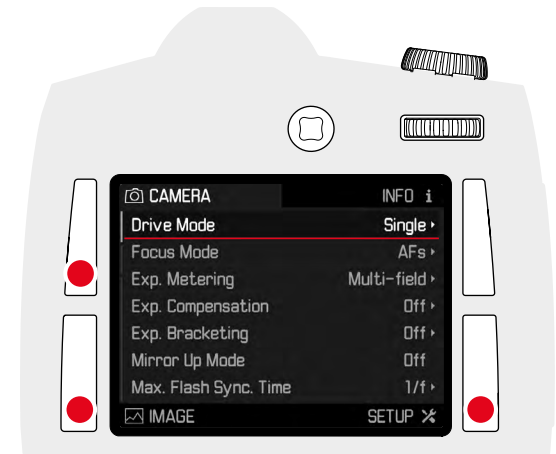 CAMERA INFO i
Drive Mode Single
Focus Mode AFs
Exp. Metering Multi-field
Exp. Compensation Off
Exp. Bracketing Off
Mirror Up Mode Off
Max. Flash Sync. Time 1/f
IMAGE SETUP